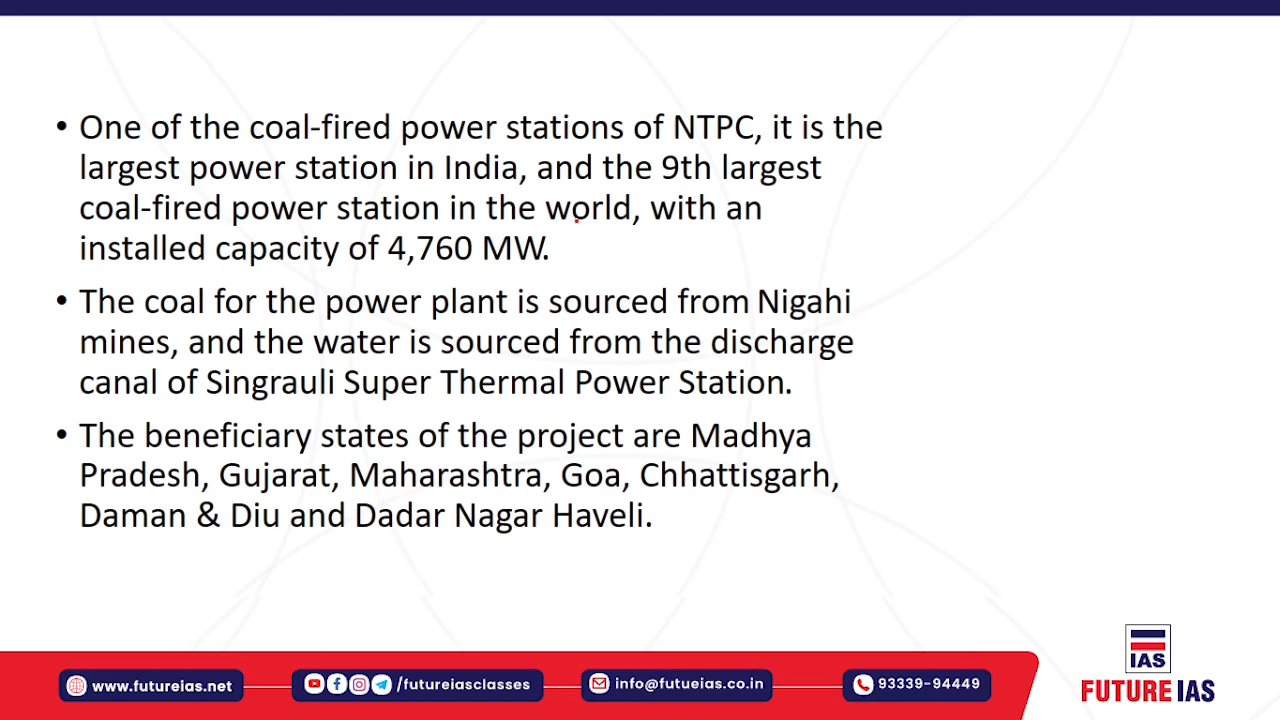 • One of the coal-fired power stations of NTPC, it is the
largest power station in India, and the 9th largest
coal-fired power station in the world, with an
installed capacity of 4,760 MW.
• The coal for the power plant is sourced from Nigahi
mines, and the water is sourced from the discharge
canal of Singrauli Super Thermal Power Station.
• The beneficiary states of the project are Madhya
Pradesh, Gujarat, Maharashtra, Goa, Chhattisgarh,
Daman & Diu and Dadar Nagar Haveli.
www.futureias.net
/futureiasclasses
info@futueias.co.in
93339-94449
IAS
FUTURE IAS